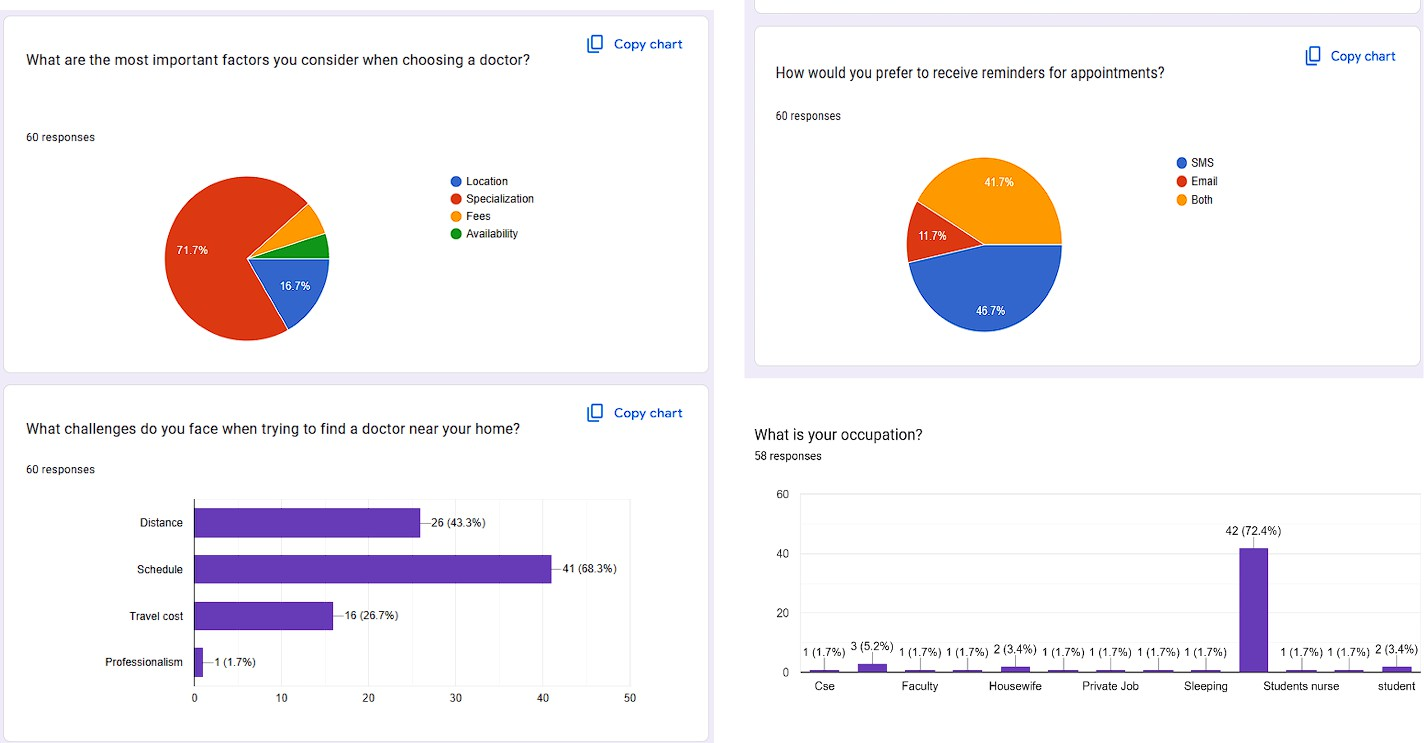 Copy chart
What are the most important factors you consider when choosing a doctor?
60 responses
Location
Specialization
Fees
Availability
71.7%
16.7%
Copy chart
How would you prefer to receive reminders for appointments?
60 responses
SMS
Email
Both
41.7%
11.7%
46.7%
Copy chart
What challenges do you face when trying to find a doctor near your home?
60 responses
Distance
26 (43.3%)
Schedule
41 (68.3%)
Travel cost
16 (26.7%)
Professionalism
1 (1.7%)
0 10 20 30 40 50
What is your occupation?
58 responses
60
40
20
0
42 (72.4%)
1 (1.7%) 3 (5.2%) 1 (1.7%) 1 (1.7%) 2 (3.4%) 1 (1.7%) 1 (1.7%) 1 (1.7%) 1 (1.7%) 1 (1.7%) 1 (1.7%) 2 (3.4%)
Cse Faculty Housewife Private Job Sleeping Students nurse student